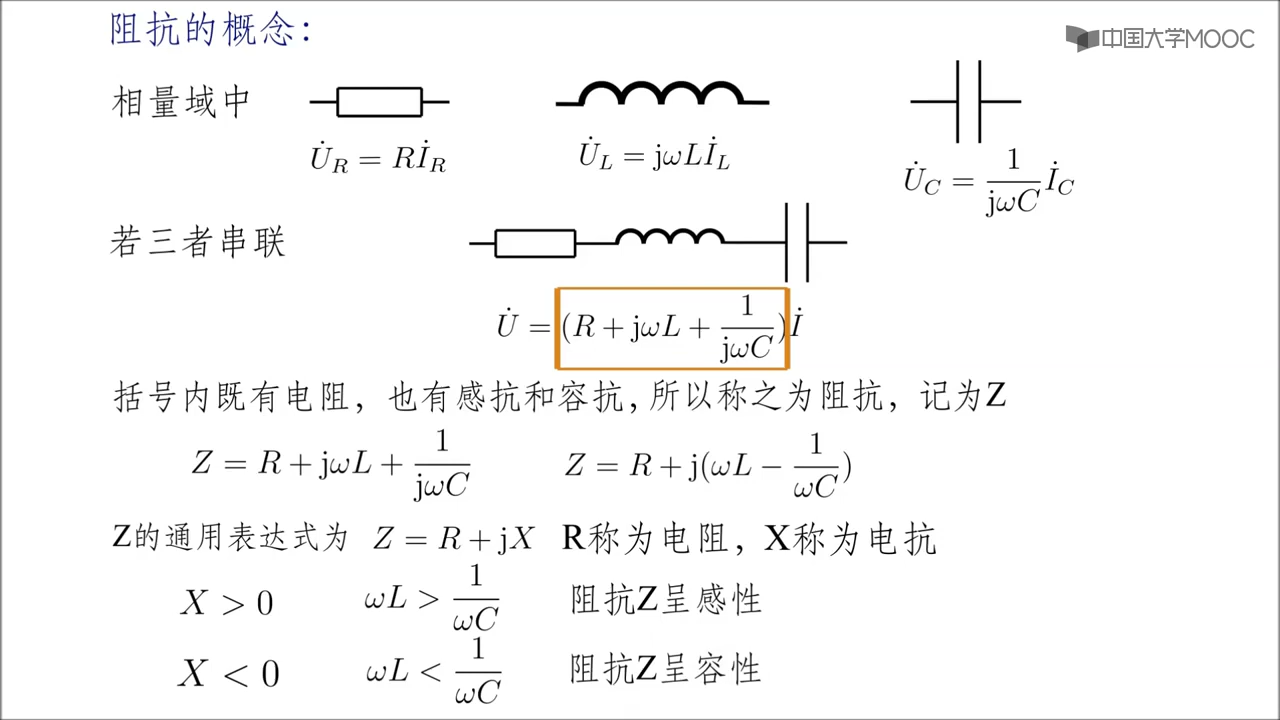 阻抗的概念:
中国大学MOOC
相量域中
U̇_R = Rİ_R
U̇_L = jωLİ_L
U̇_C = 1/(jωC) İ_C
若三者串联
U̇ = (R + jωL + 1/(jωC))İ
括号内既有电阻，也有感抗和容抗,所以称之为阻抗，记为Z
Z = R + jωL + 1/(jωC) Z = R + j(ωL − 1/(ωC))
Z的通用表达式为 Z = R + jX R称为电阻，X称为电抗
X > 0 ωL > 1/(ωC) 阻抗Z呈感性
X < 0 ωL < 1/(ωC) 阻抗Z呈容性